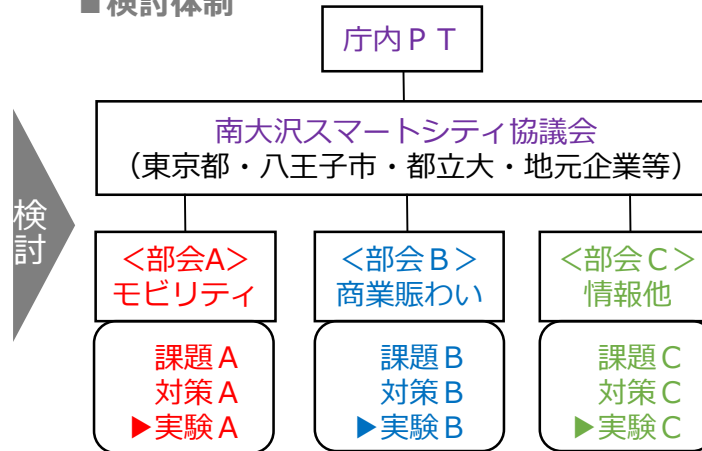 ■検討体制
庁内ＰＴ
南大沢スマートシティ協議会
（東京都・八王子市・都立大・地元企業等）
検討
＜部会A＞
モビリティ
＜部会Ｂ＞
商業賑わい
＜部会Ｃ＞
情報他
課題Ａ
対策Ａ
▶実験Ａ
課題Ｂ
対策Ｂ
▶実験Ｂ
課題Ｃ
対策Ｃ
▶実験Ｃ